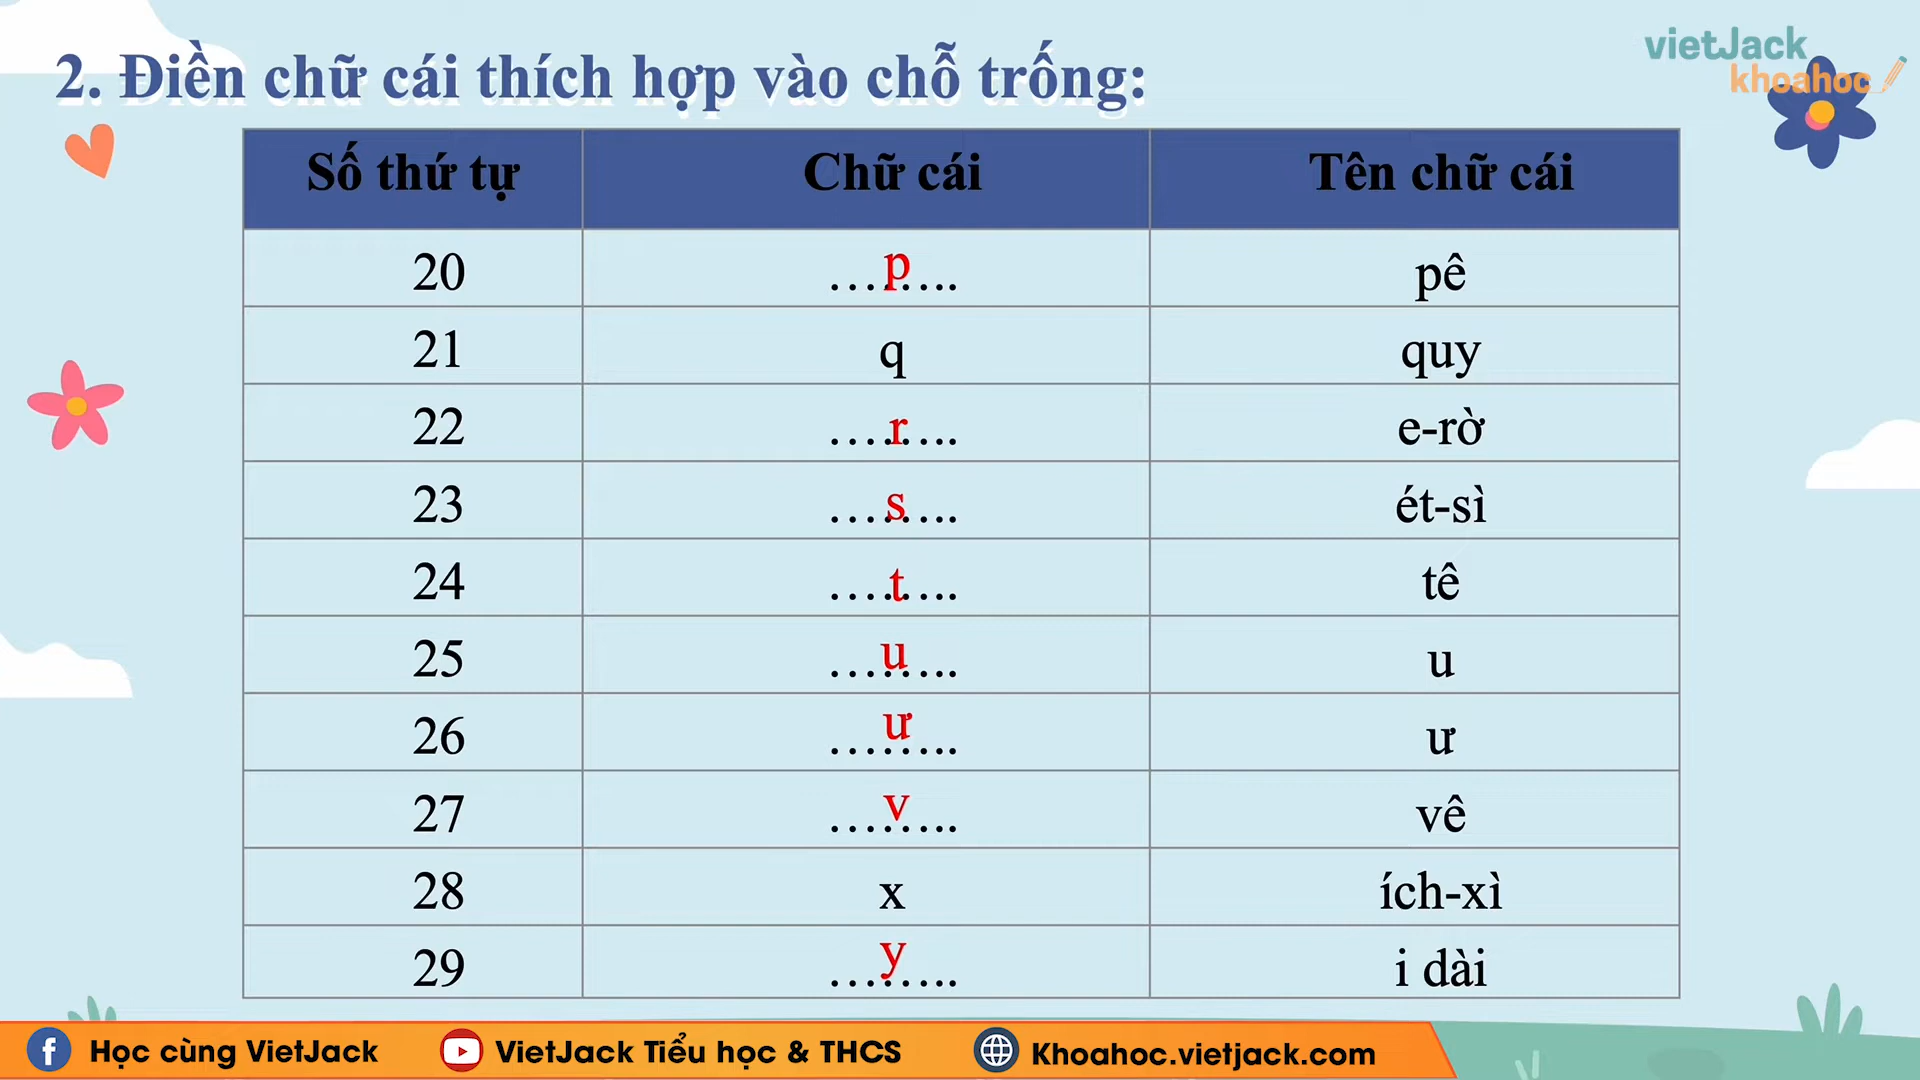 vietJack
khoahoc
2. Điền chữ cái thích hợp vào chỗ trống:
Số thứ tự Chữ cái Tên chữ cái
20 ……p.. pê
21 q quy
22 ……r.. e-rờ
23 ……s.. ét-sì
24 ……t.. tê
25 ……u.. u
26 ……ư.. ư
27 ……v.. vê
28 x ích-xì
29 ……y.. i dài
Học cùng VietJack VietJack Tiểu học & THCS Khoahoc.vietjack.com